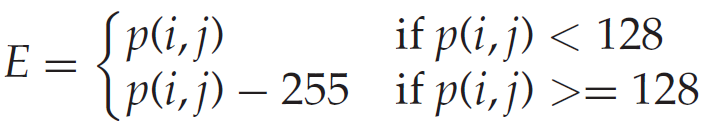 E = { p(i,j) if p(i,j) < 128
p(i,j) – 255 if p(i,j) >= 128